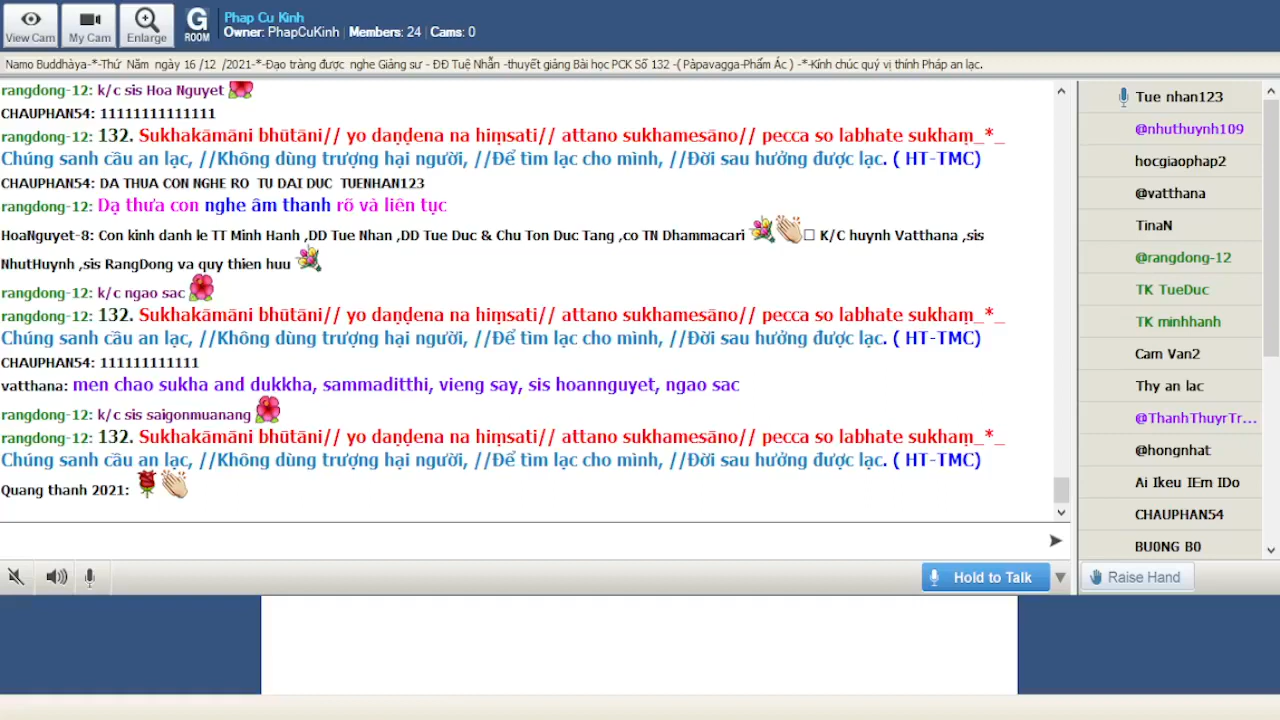 View Cam
My Cam
Enlarge
G
ROOM
Phap Cu Kinh
Owner: PhapCuKinh | Members: 24 | Cams: 0
Namo Buddhàya-*-Thứ Năm ngày 16 /12 /2021-*-Đạo tràng được nghe Giảng sư - ĐĐ Tuệ Nhẫn -thuyết giảng Bài học PCK Số 132 -( Pàpavagga-Phẩm Ác ) -*-Kính chúc quý vị thính Pháp an lạc.
rangdong-12: k/c sis Hoa Nguyet
CHAUPHAN54: 11111111111111
rangdong-12: 132. Sukhakāmāni bhūtāni// yo daṇḍena na hiṃsati// attano sukhamesāno// pecca so labhate sukhaṃ_*_
Chúng sanh cầu an lạc, //Không dùng trượng hại người, //Để tìm lạc cho mình, //Đời sau hưởng được lạc. ( HT-TMC)
CHAUPHAN54: DA THUA CON NGHE RO TU DAI DUC TUENHAN123
rangdong-12: Dạ thưa con nghe âm thanh rõ và liên tục
HoaNguyet-8: Con kinh danh le TT Minh Hanh ,DD Tue Nhan ,DD Tue Duc & Chu Ton Duc Tang ,co TN Dhammacari K/C huynh Vatthana ,sis
NhutHuynh ,sis RangDong va quy thien huu
rangdong-12: k/c ngao sac
rangdong-12: 132. Sukhakāmāni bhūtāni// yo daṇḍena na hiṃsati// attano sukhamesāno// pecca so labhate sukhaṃ_*_
Chúng sanh cầu an lạc, //Không dùng trượng hại người, //Để tìm lạc cho mình, //Đời sau hưởng được lạc. ( HT-TMC)
CHAUPHAN54: 111111111111
vatthana: men chao sukha and dukkha, sammaditthi, vieng say, sis hoannguyet, ngao sac
rangdong-12: k/c sis saigonmuanang
rangdong-12: 132. Sukhakāmāni bhūtāni// yo daṇḍena na hiṃsati// attano sukhamesāno// pecca so labhate sukhaṃ_*_
Chúng sanh cầu an lạc, //Không dùng trượng hại người, //Để tìm lạc cho mình, //Đời sau hưởng được lạc. ( HT-TMC)
Quang thanh 2021:
Hold to Talk
Tue nhan123
@nhuthuynh109
hocgiaophap2
@vatthana
TinaN
@rangdong-12
TK TueDuc
TK minhhanh
Cam Van2
Thy an lac
@ThanhThuyrTr...
@hongnhat
Ai Ikeu IEm IDo
CHAUPHAN54
BU0NG B0
Raise Hand